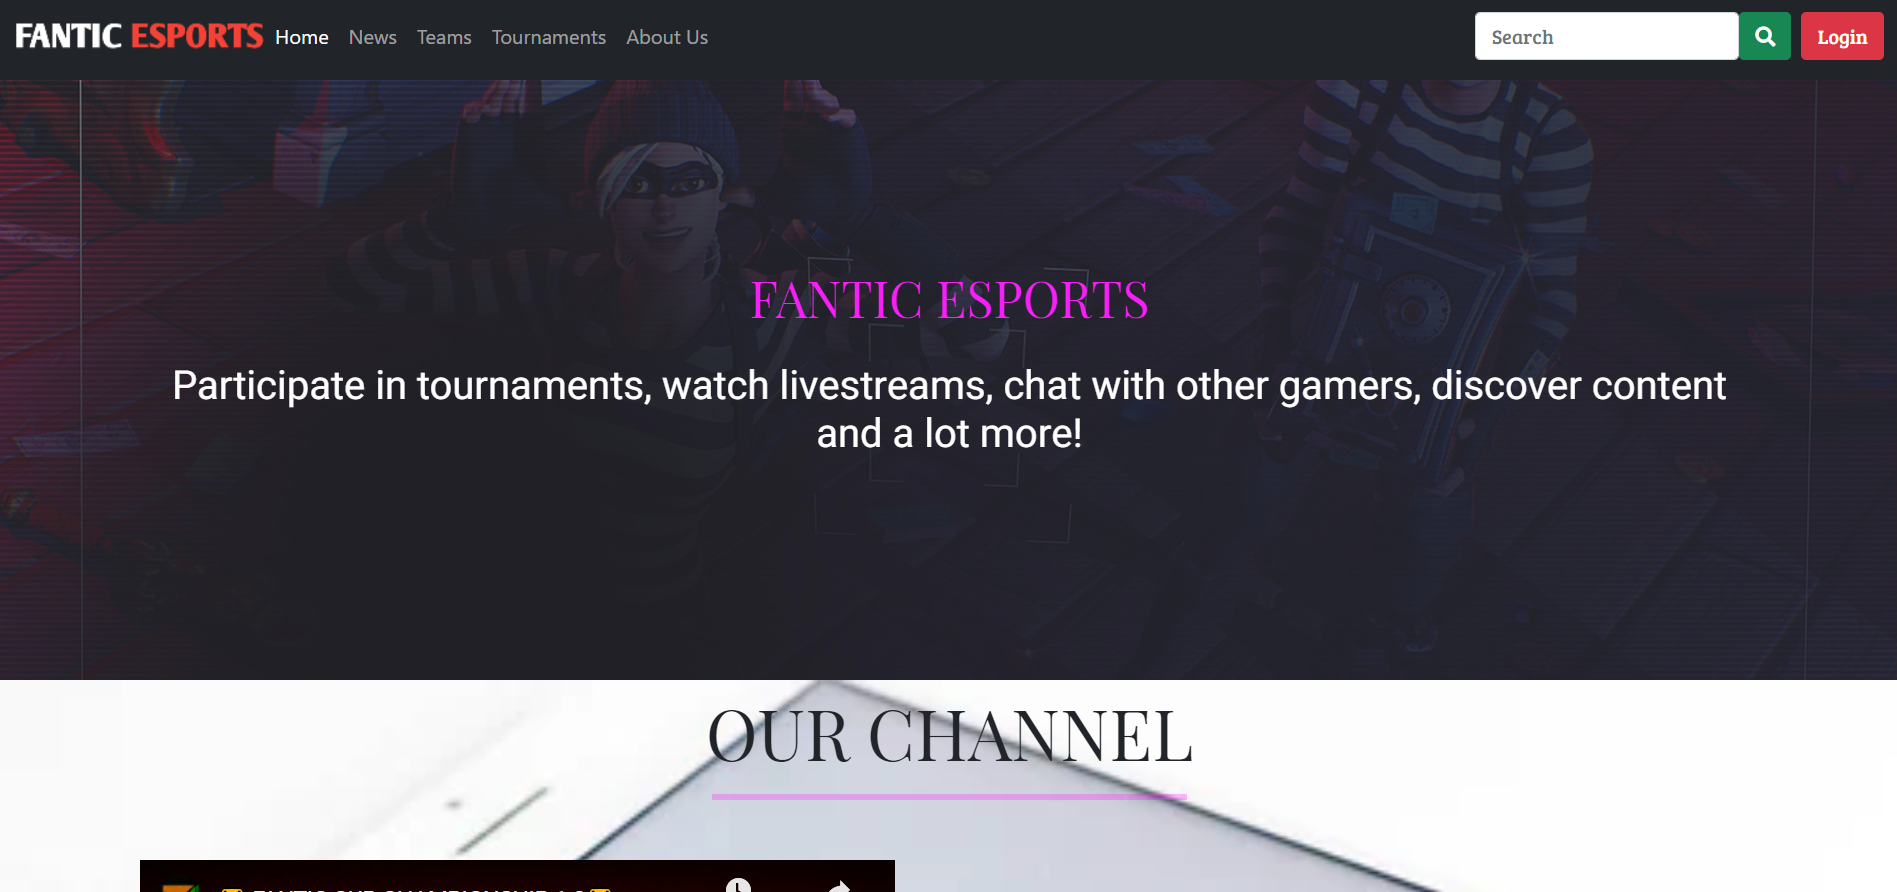 FANTIC ESPORTS Home News Teams Tournaments About Us Search Login
FANTIC ESPORTS
Participate in tournaments, watch livestreams, chat with other gamers, discover content
and a lot more!
OUR CHANNEL